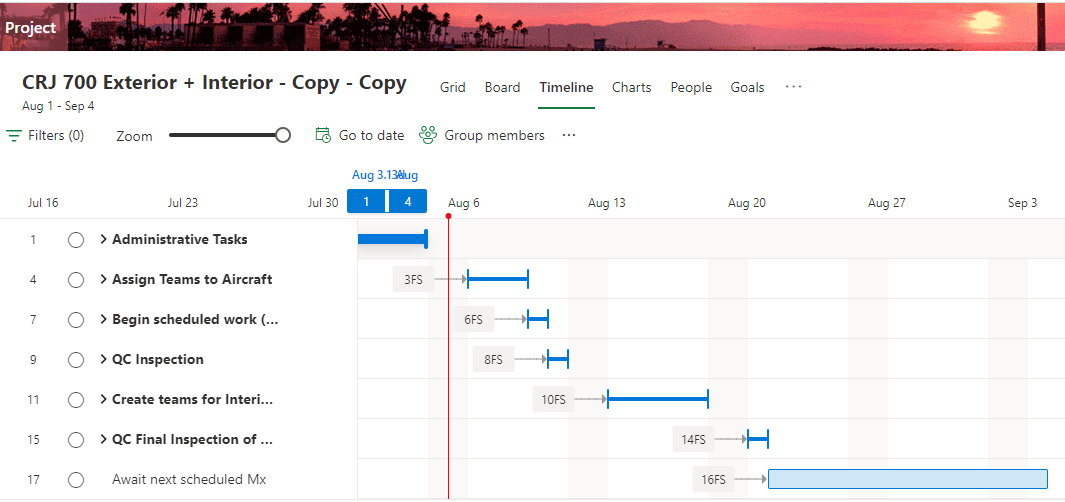 Project
CRJ 700 Exterior + Interior - Copy - Copy
Grid Board Timeline Charts People Goals ...
Aug 1 - Sep 4
Filters (0) Zoom Go to date Group members ...
Aug 3. Aug
Jul 16 Jul 23 Jul 30 1 4 Aug 6 Aug 13 Aug 20 Aug 27 Sep 3
1 Administrative Tasks
4 Assign Teams to Aircraft 3FS
7 Begin scheduled work (... 6FS
9 QC Inspection 8FS
11 Create teams for Interi... 10FS
15 QC Final Inspection of ... 14FS
17 Await next scheduled Mx 16FS